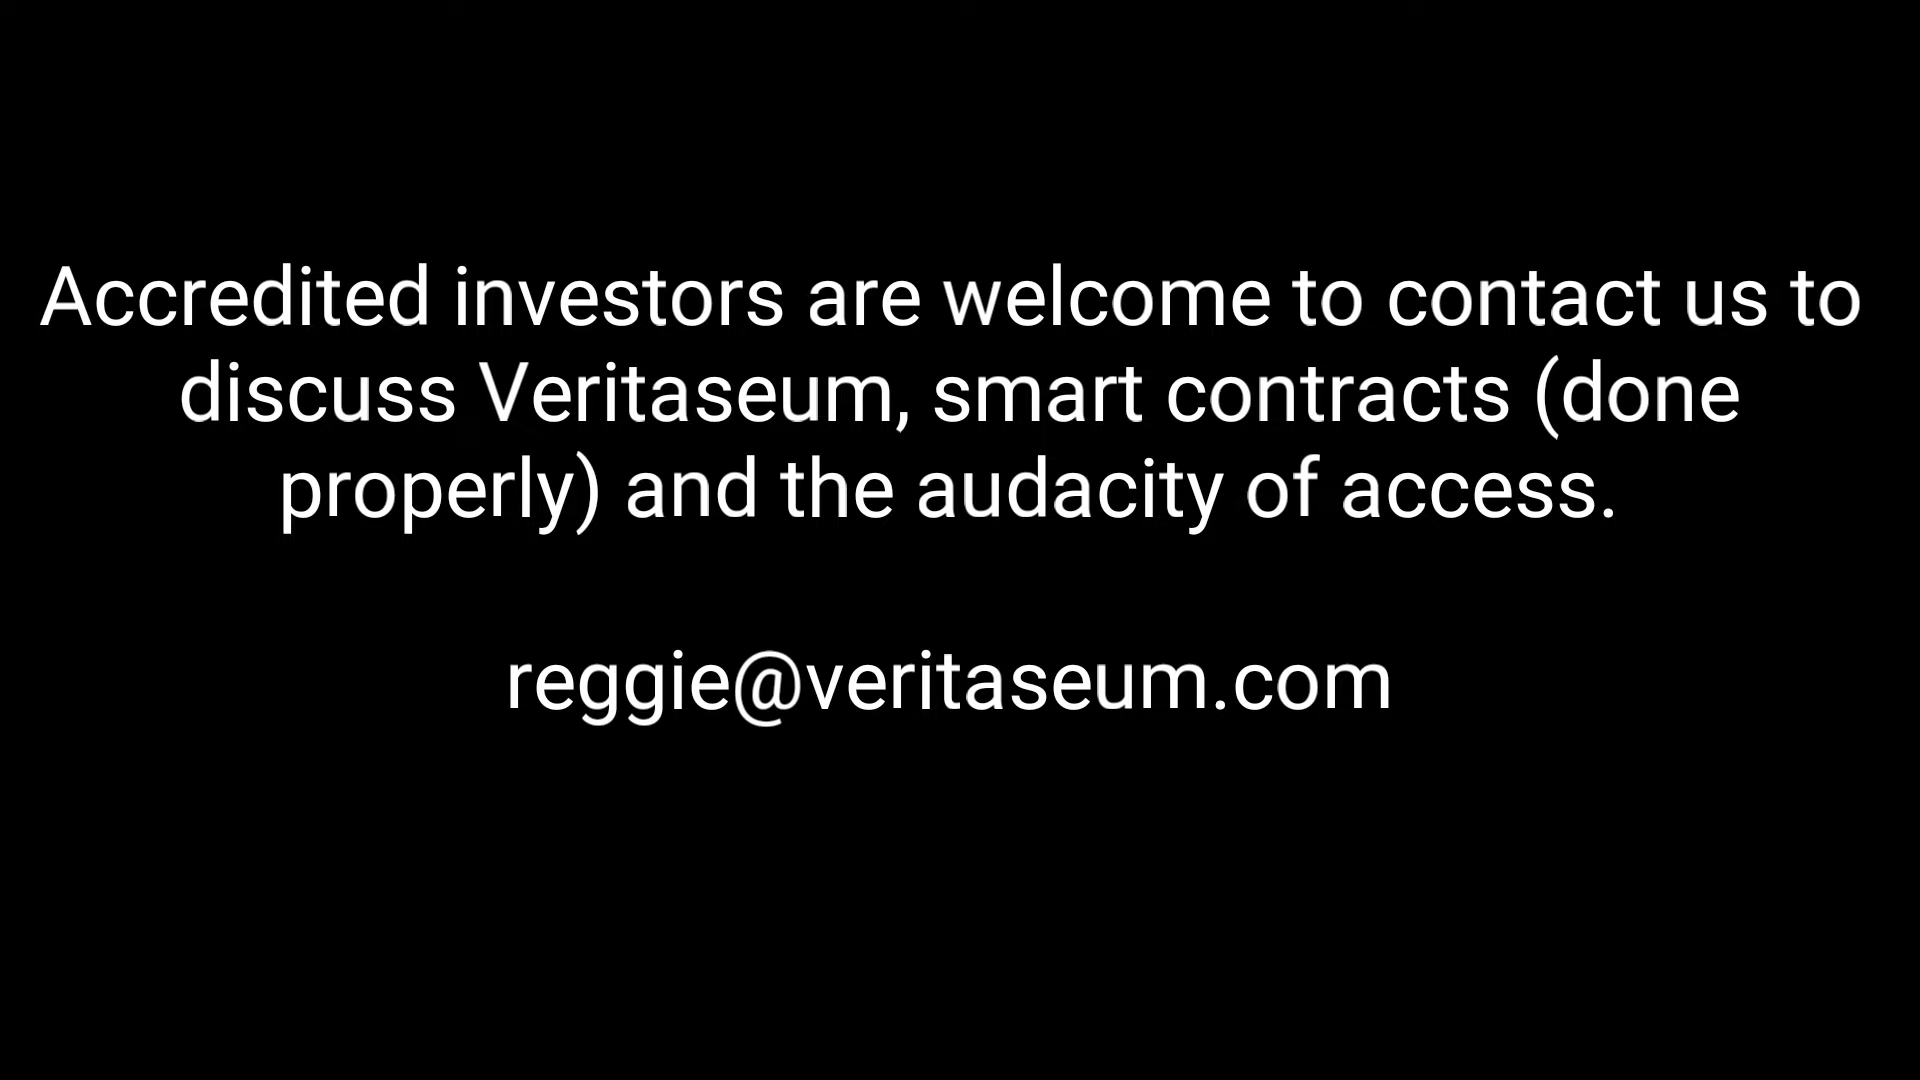 Accredited investors are welcome to contact us to
discuss Veritaseum, smart contracts (done
properly) and the audacity of access.
reggie@veritaseum.com